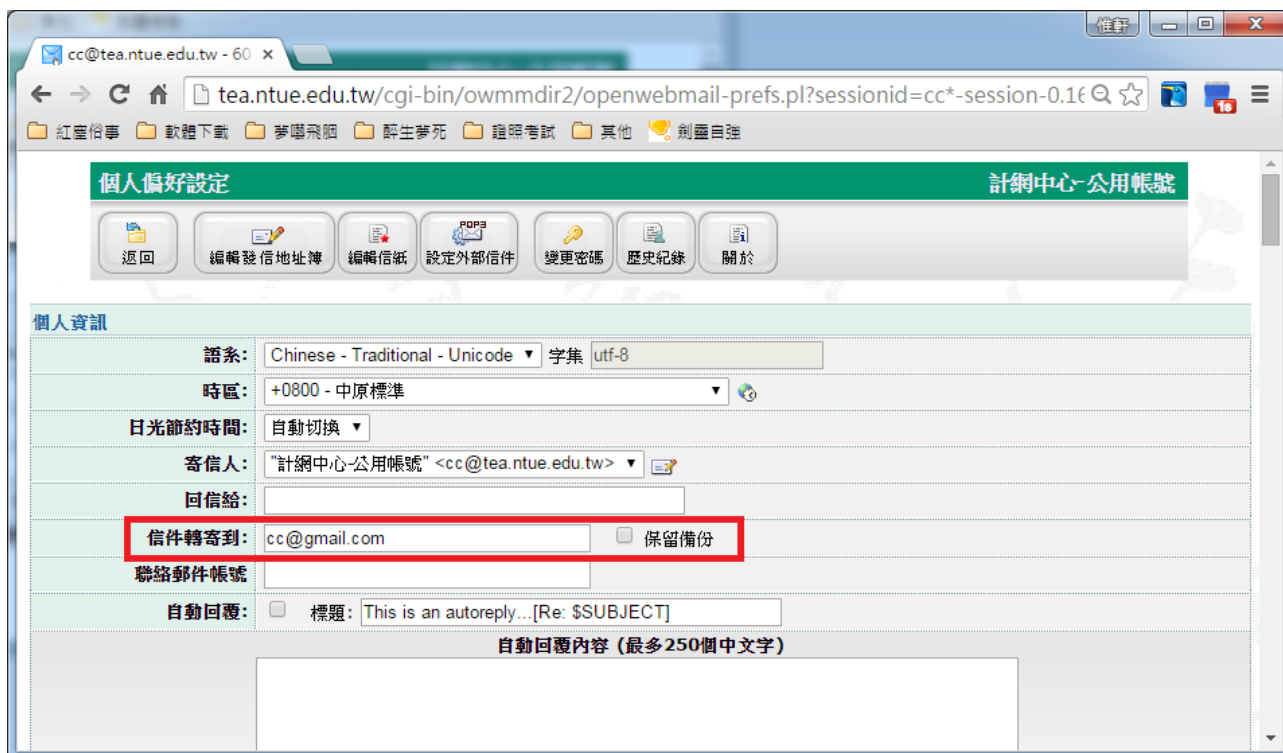 惟軒
cc@tea.ntue.edu.tw - 60
tea.ntue.edu.tw/cgi-bin/owmmdir2/openwebmail-prefs.pl?sessionid=cc*-session-0.16
1s
紅塵俗事 軟體下載 夢囈飛胭 醉生夢死 證照考試 其他 劍靈自強
個人偏好設定 計網中心-公用帳號
POP3
返回 編輯發信地址簿 編輯信紙 設定外部信件 變更密碼 歷史紀錄 關於
個人資訊
語系: Chinese - Traditional - Unicode 字集 utf-8
時區: +0800 - 中原標準
日光節約時間: 自動切換
寄信人: "計網中心-公用帳號" <cc@tea.ntue.edu.tw>
回信給:
信件轉寄到: cc@gmail.com 保留備份
聯絡郵件帳號
自動回覆: 標題: This is an autoreply...[Re: $SUBJECT]
自動回覆內容 (最多250個中文字)